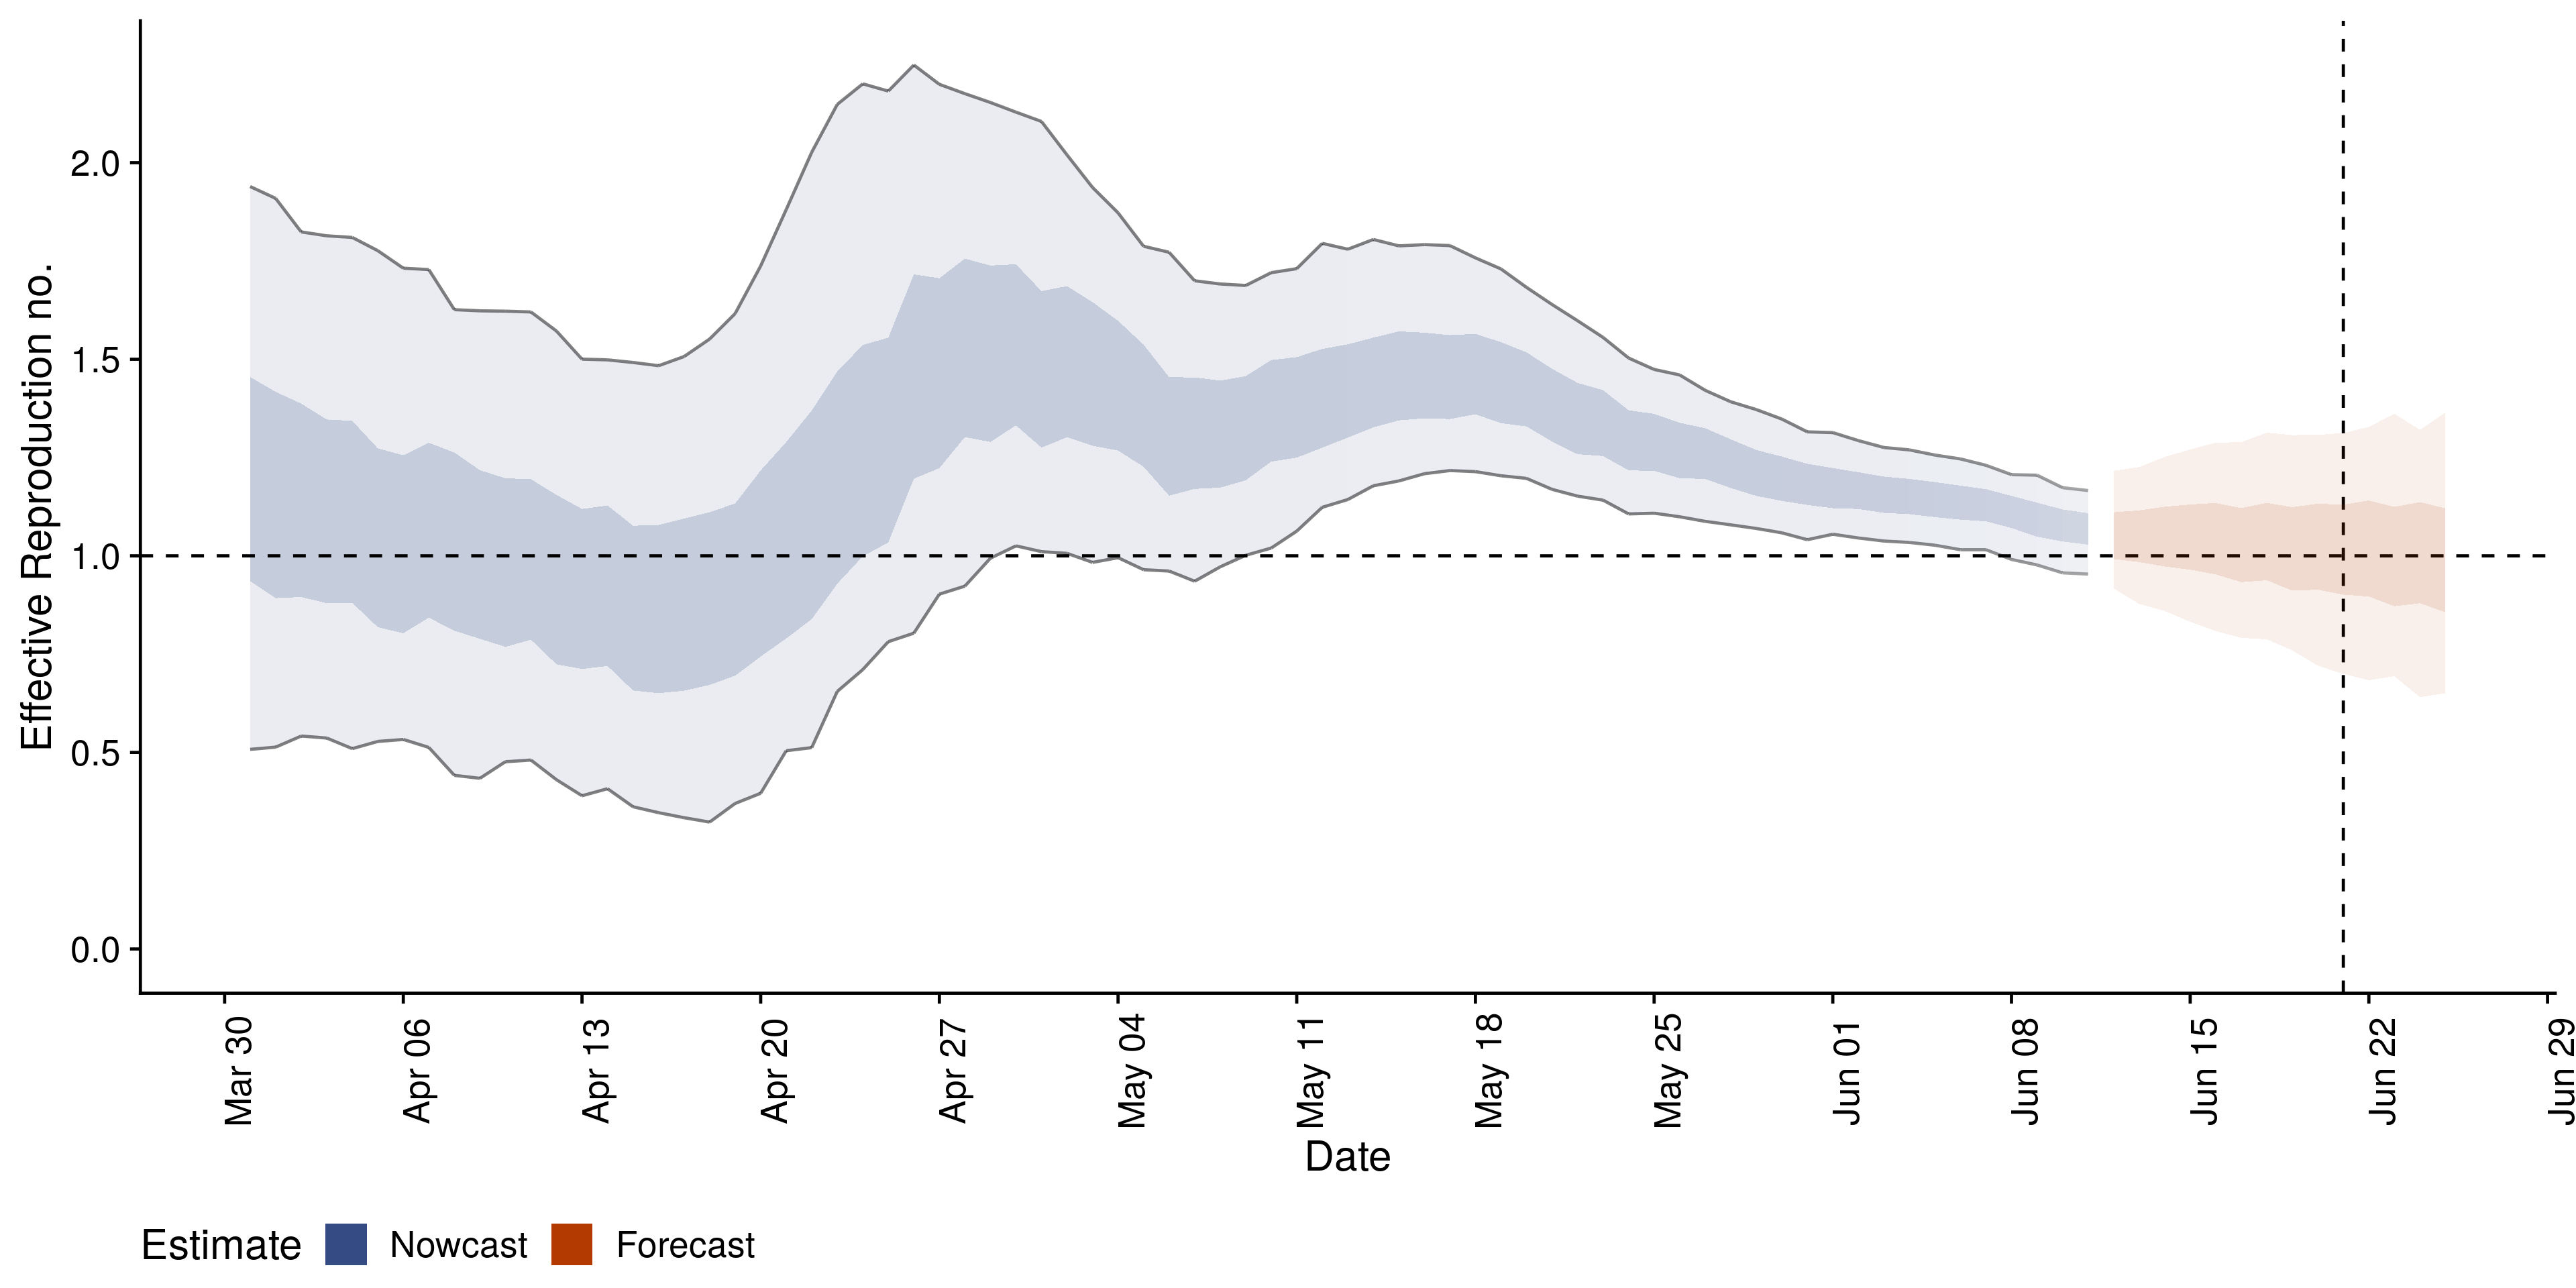 Effective Reproduction no.
2.0
1.5
1.0
0.5
0.0
Mar 30
Apr 06
Apr 13
Apr 20
Apr 27
May 04
May 11
May 18
May 25
Jun 01
Jun 08
Jun 15
Jun 22
Jun 29
Date
Estimate Nowcast Forecast